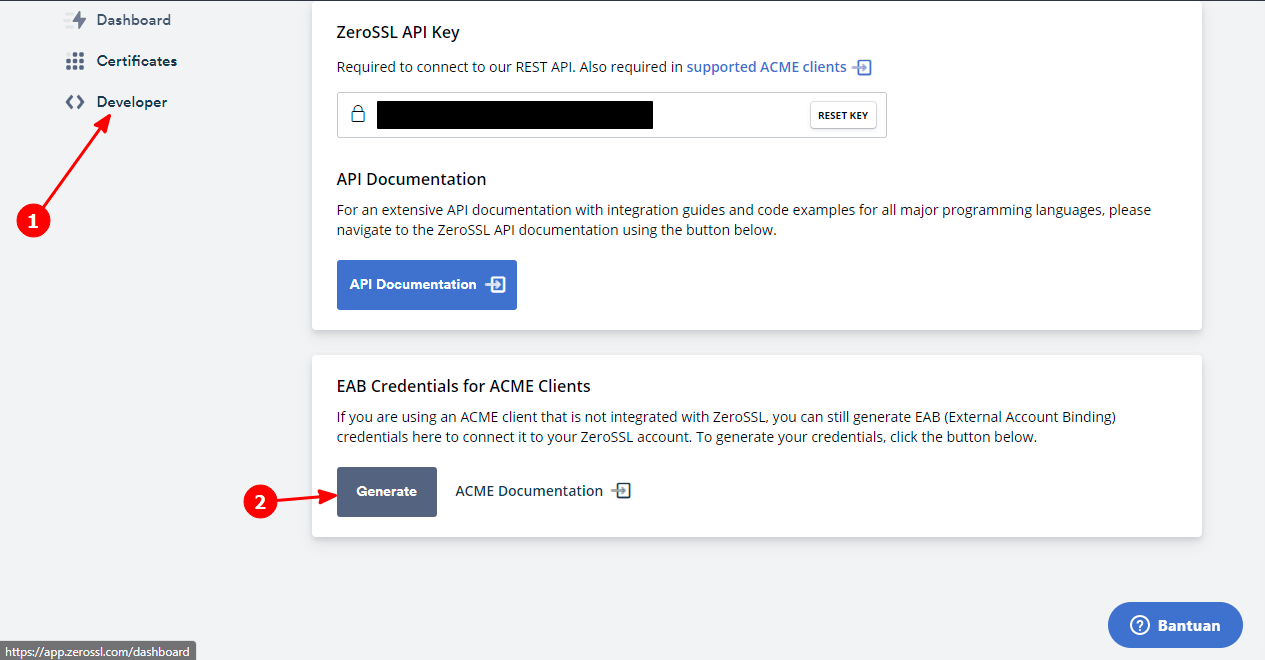 Dashboard
Certificates
Developer
1
ZeroSSL API Key
Required to connect to our REST API. Also required in supported ACME clients
RESET KEY
API Documentation
For an extensive API documentation with integration guides and code examples for all major programming languages, please
navigate to the ZeroSSL API documentation using the button below.
API Documentation
EAB Credentials for ACME Clients
If you are using an ACME client that is not integrated with ZeroSSL, you can still generate EAB (External Account Binding)
credentials here to connect it to your ZeroSSL account. To generate your credentials, click the button below.
2
Generate
ACME Documentation
? Bantuan
https://app.zerossl.com/dashboard